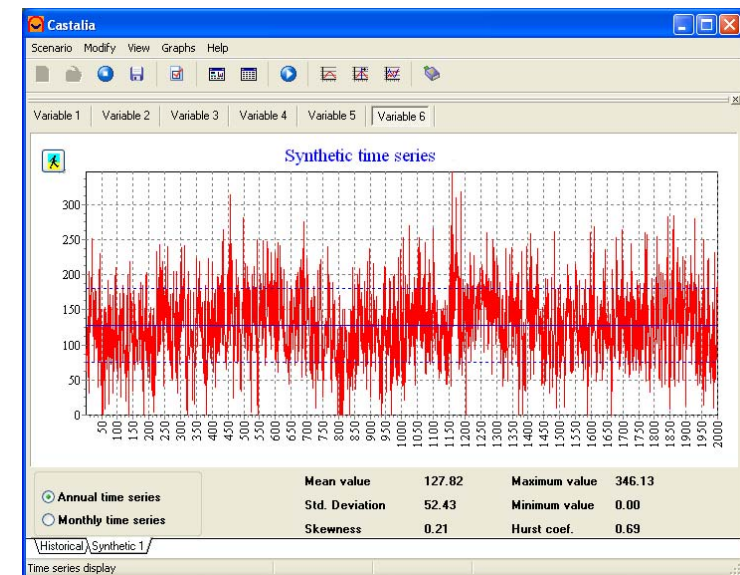 Castalia
Scenario Modify View Graphs Help
Variable 1 Variable 2 Variable 3 Variable 4 Variable 5 Variable 6
Synthetic time series
300
250
200
150
100
50
0
50 100 150 200 250 300 350 400 450 500 550 600 650 700 750 800 850 900 950 1000 1050 1100 1150 1200 1250 1300 1350 1400 1450 1500 1550 1600 1650 1700 1750 1800 1850 1900 1950 2000
Annual time series
Monthly time series
Mean value 127.82 Maximum value 346.13
Std. Deviation 52.43 Minimum value 0.00
Skewness 0.21 Hurst coef. 0.69
Historical Synthetic 1
Time series display